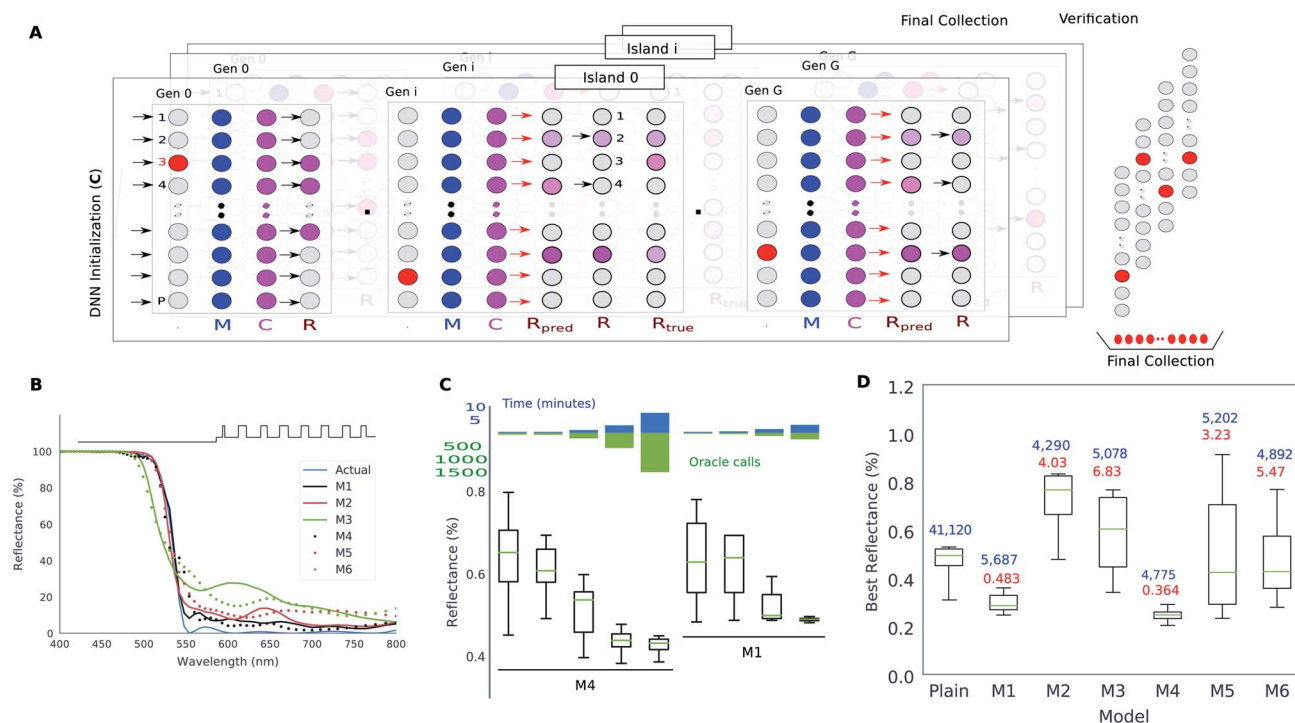 A
Final Collection
Verification
Island i
Island 0
Gen 0
Gen i
Gen G
Gen 0
Gen i
Gen G
DNN Initialization (C)
1
2
3
4
P
1
2
3
4
M C R
M C Rpred R Rtrue
M C Rpred R
R
Rtrue
R
Final Collection
B
Reflectance (%)
100
80
60
40
20
0
400 500 550 600 650 700 750 800
Wavelength (nm)
Actual
M1
M2
M3
M4
M5
M6
C
10
5
Time (minutes)
500
1000
1500
Oracle calls
Reflectance (%)
0.8
0.6
0.4
M4
M1
D
Best Reflectance (%)
1.2
1.0
0.8
0.6
0.4
0.2
0.0
41,120
5,687
0.483
4,290
4.03
5,078
6.83
4,775
0.364
5,202
3.23
4,892
5.47
Plain M1 M2 M3 M4 M5 M6
Model